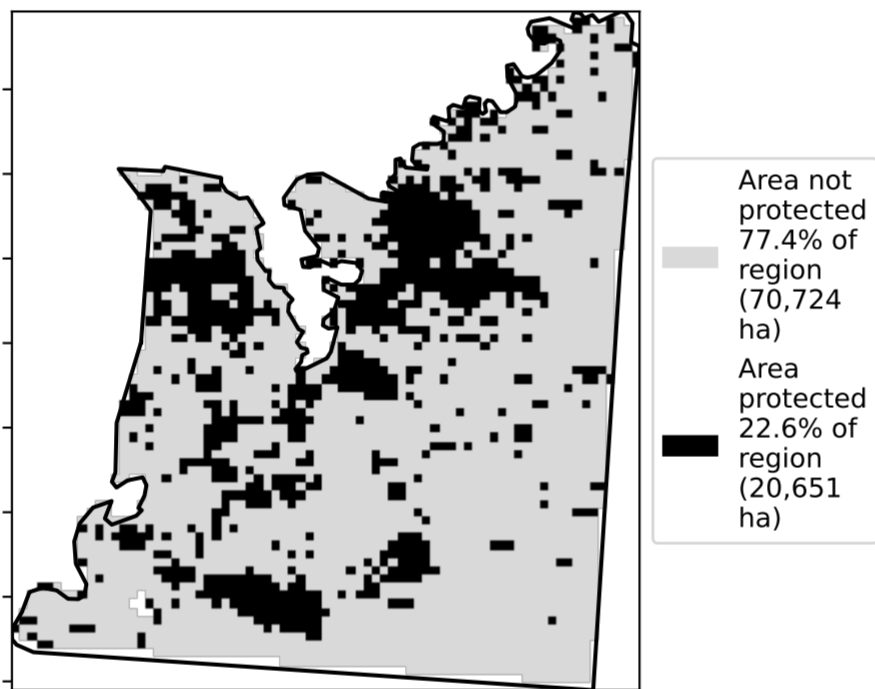 Area not
protected
77.4% of
region
(70,724
ha)
Area
protected
22.6% of
region
(20,651
ha)